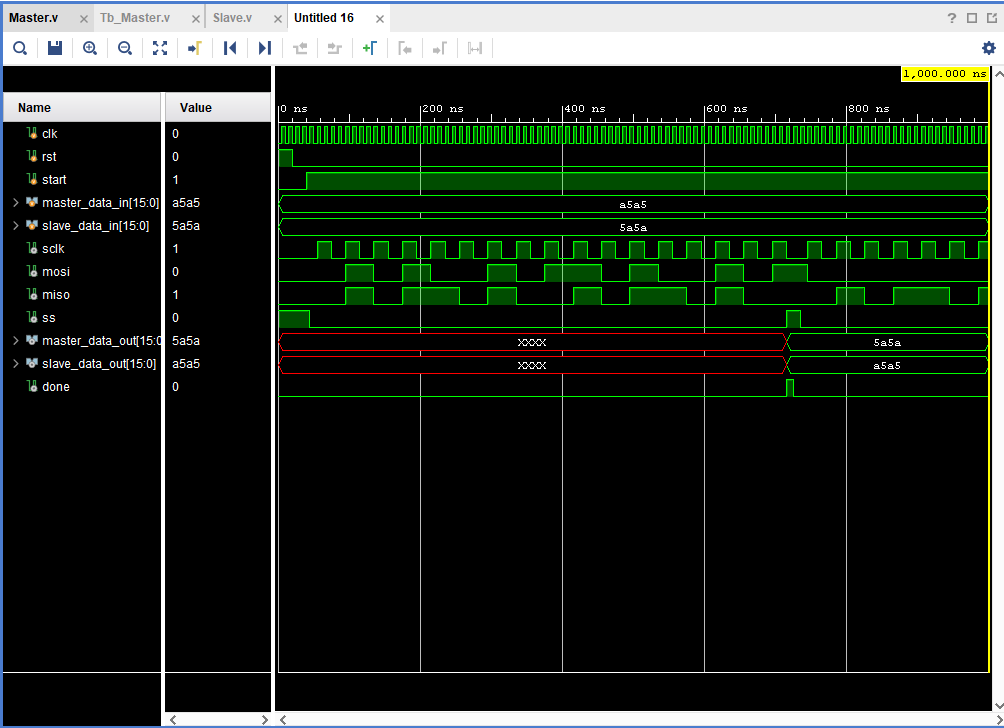 Master.v × Tb_Master.v × Slave.v × Untitled 16 × ?
1,000.000 ns
Name Value
0 ns 200 ns 400 ns 600 ns 800 ns
clk 0
rst 0
start 1
master_data_in[15:0] a5a5 a5a5
slave_data_in[15:0] 5a5a 5a5a
sclk 1
mosi 0
miso 1
ss 0
master_data_out[15:0 5a5a XXXX 5a5a
slave_data_out[15:0] a5a5 XXXX a5a5
done 0